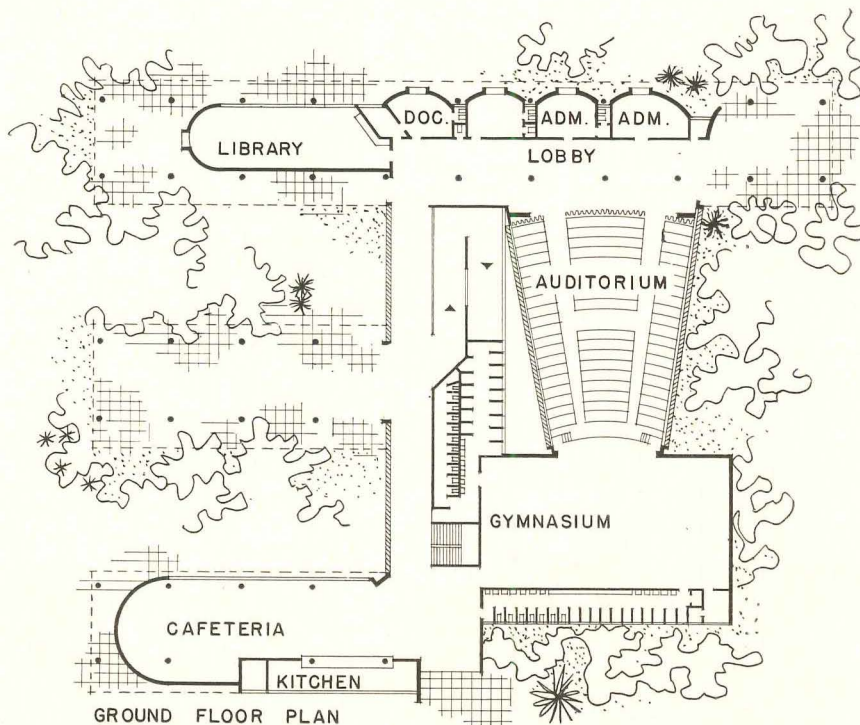 DOC.
ADM.
ADM.
LIBRARY
LOBBY
AUDITORIUM
GYMNASIUM
CAFETERIA
KITCHEN
GROUND FLOOR PLAN